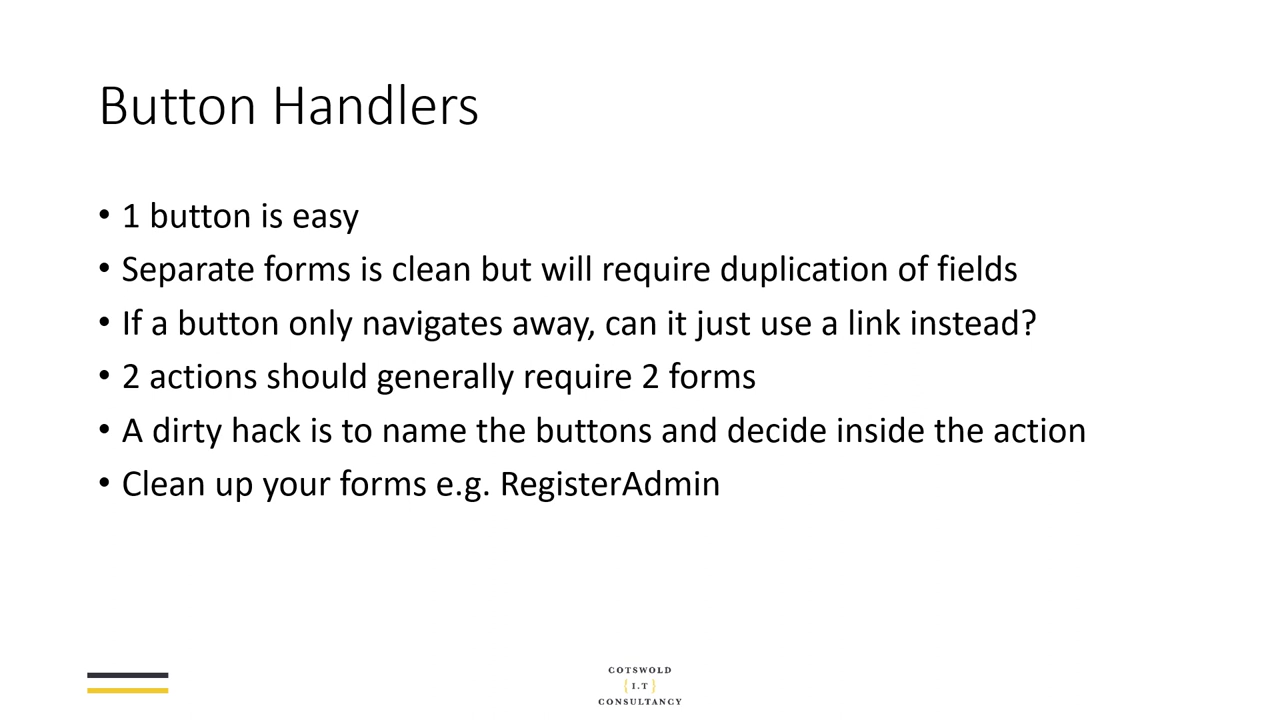 Button Handlers
• 1 button is easy
• Separate forms is clean but will require duplication of fields
• If a button only navigates away, can it just use a link instead?
• 2 actions should generally require 2 forms
• A dirty hack is to name the buttons and decide inside the action
• Clean up your forms e.g. RegisterAdmin
COTSWOLD
{ I.T }
CONSULTANCY